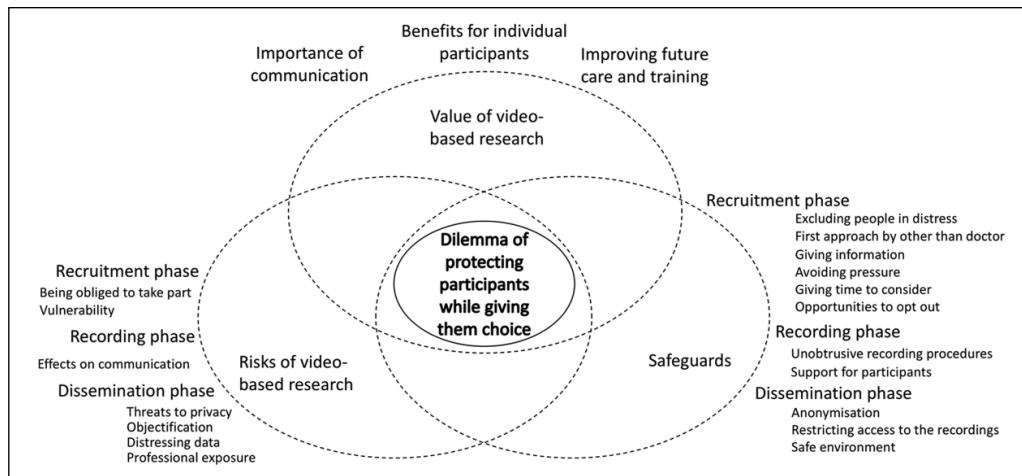 Importance of
communication
Benefits for individual
participants
Improving future
care and training
Value of video-
based research
Recruitment phase
Being obliged to take part
Vulnerability
Recording phase
Effects on communication
Dissemination phase
Threats to privacy
Objectification
Distressing data
Professional exposure
Risks of video-
based research
Dilemma of
protecting
participants
while giving
them choice
Safeguards
Recruitment phase
Excluding people in distress
First approach by other than doctor
Giving information
Avoiding pressure
Giving time to consider
Opportunities to opt out
Recording phase
Unobtrusive recording procedures
Support for participants
Dissemination phase
Anonymisation
Restricting access to the recordings
Safe environment